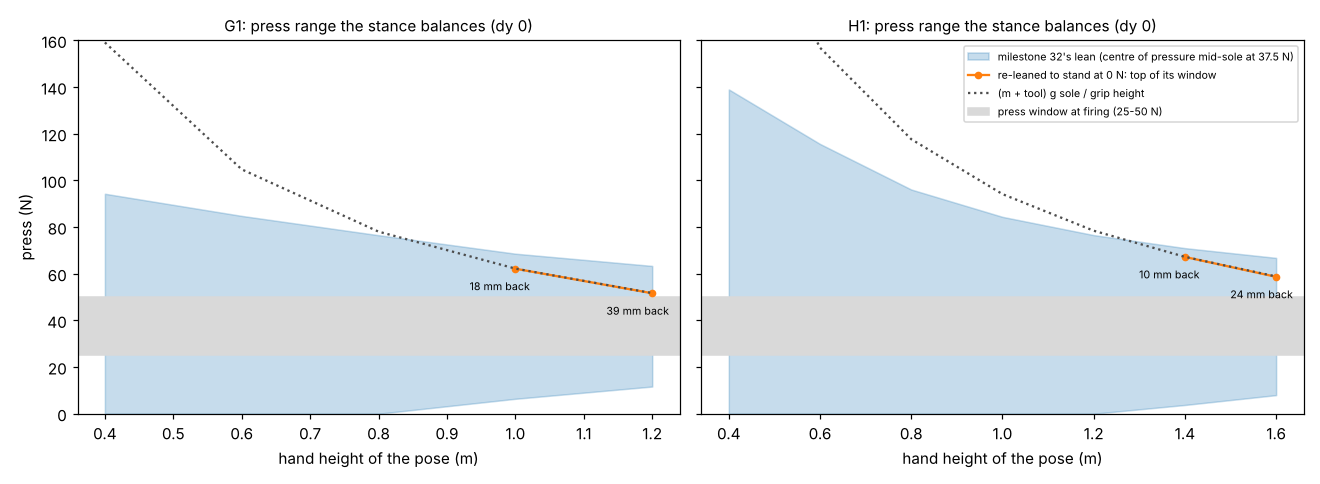 G1: press range the stance balances (dy 0)
H1: press range the stance balances (dy 0)
press (N)
160
140
120
100
80
60
40
20
0
18 mm back
39 mm back
0.4 0.5 0.6 0.7 0.8 0.9 1.0 1.1 1.2
hand height of the pose (m)
milestone 32's lean (centre of pressure mid-sole at 37.5 N)
re-leaned to stand at 0 N: top of its window
(m + tool) g sole / grip height
press window at firing (25–50 N)
10 mm back
24 mm back
0.4 0.6 0.8 1.0 1.2 1.4 1.6
hand height of the pose (m)